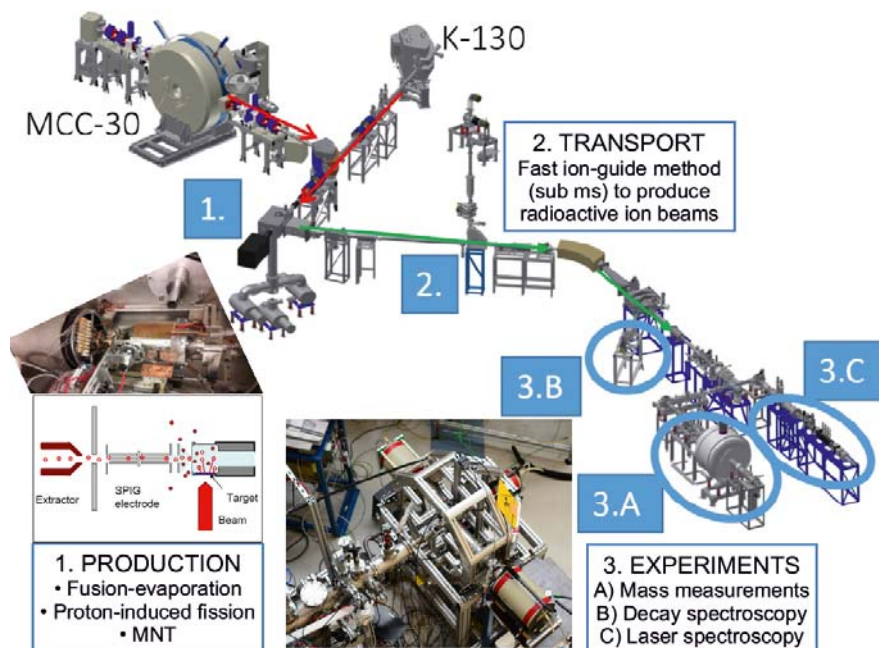 K-130
MCC-30
2. TRANSPORT
Fast ion-guide method
(sub ms) to produce
radioactive ion beams
1.
2.
3.B
3.C
3.A
Extractor
SPIG
electrode
Target
Beam
1. PRODUCTION
• Fusion-evaporation
• Proton-induced fission
• MNT
3. EXPERIMENTS
A) Mass measurements
B) Decay spectroscopy
C) Laser spectroscopy